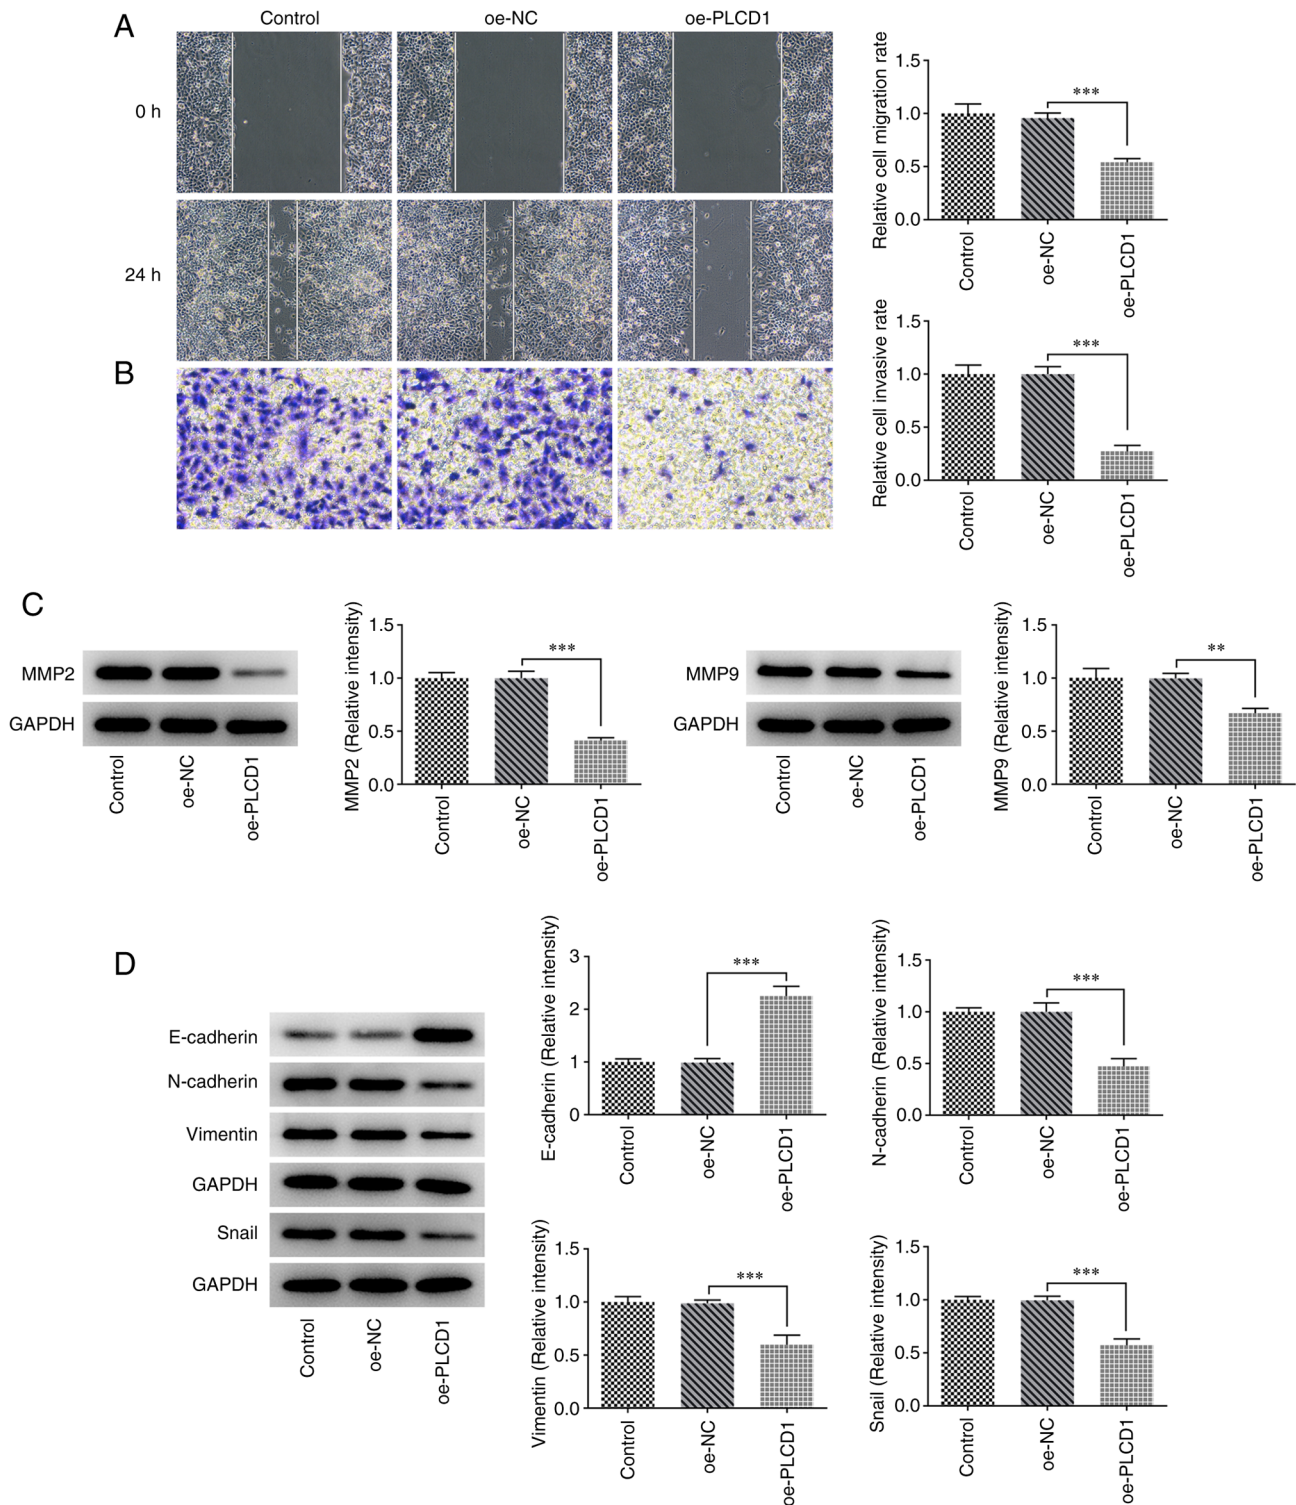 A
Control
oe-NC
oe-PLCD1
0 h
24 h
Relative cell migration rate
1.5
1.0
0.5
0.0
***
Control
oe-NC
oe-PLCD1
B
Relative cell invasive rate
1.5
1.0
0.5
0.0
***
Control
oe-NC
oe-PLCD1
C
MMP2
GAPDH
Control
oe-NC
oe-PLCD1
MMP2 (Relative intensity)
1.5
1.0
0.5
0.0
***
Control
oe-NC
oe-PLCD1
MMP9
GAPDH
Control
oe-NC
oe-PLCD1
MMP9 (Relative intensity)
1.5
1.0
0.5
0.0
**
Control
oe-NC
oe-PLCD1
D
E-cadherin
N-cadherin
Vimentin
GAPDH
Snail
GAPDH
Control
oe-NC
oe-PLCD1
E-cadherin (Relative intensity)
3
2
1
0
***
Control
oe-NC
oe-PLCD1
N-cadherin (Relative intensity)
1.5
1.0
0.5
0.0
***
Control
oe-NC
oe-PLCD1
Vimentin (Relative intensity)
1.5
1.0
0.5
0.0
***
Control
oe-NC
oe-PLCD1
Snail (Relative intensity)
1.5
1.0
0.5
0.0
***
Control
oe-NC
oe-PLCD1